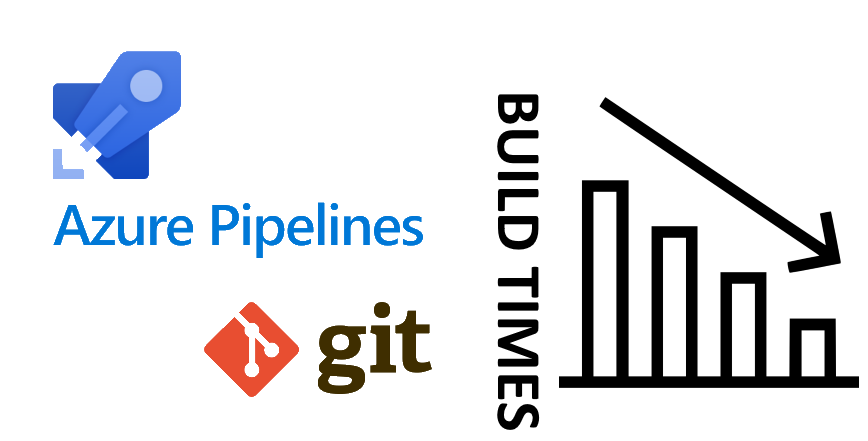 Azure Pipelines
git
BUILD TIMES